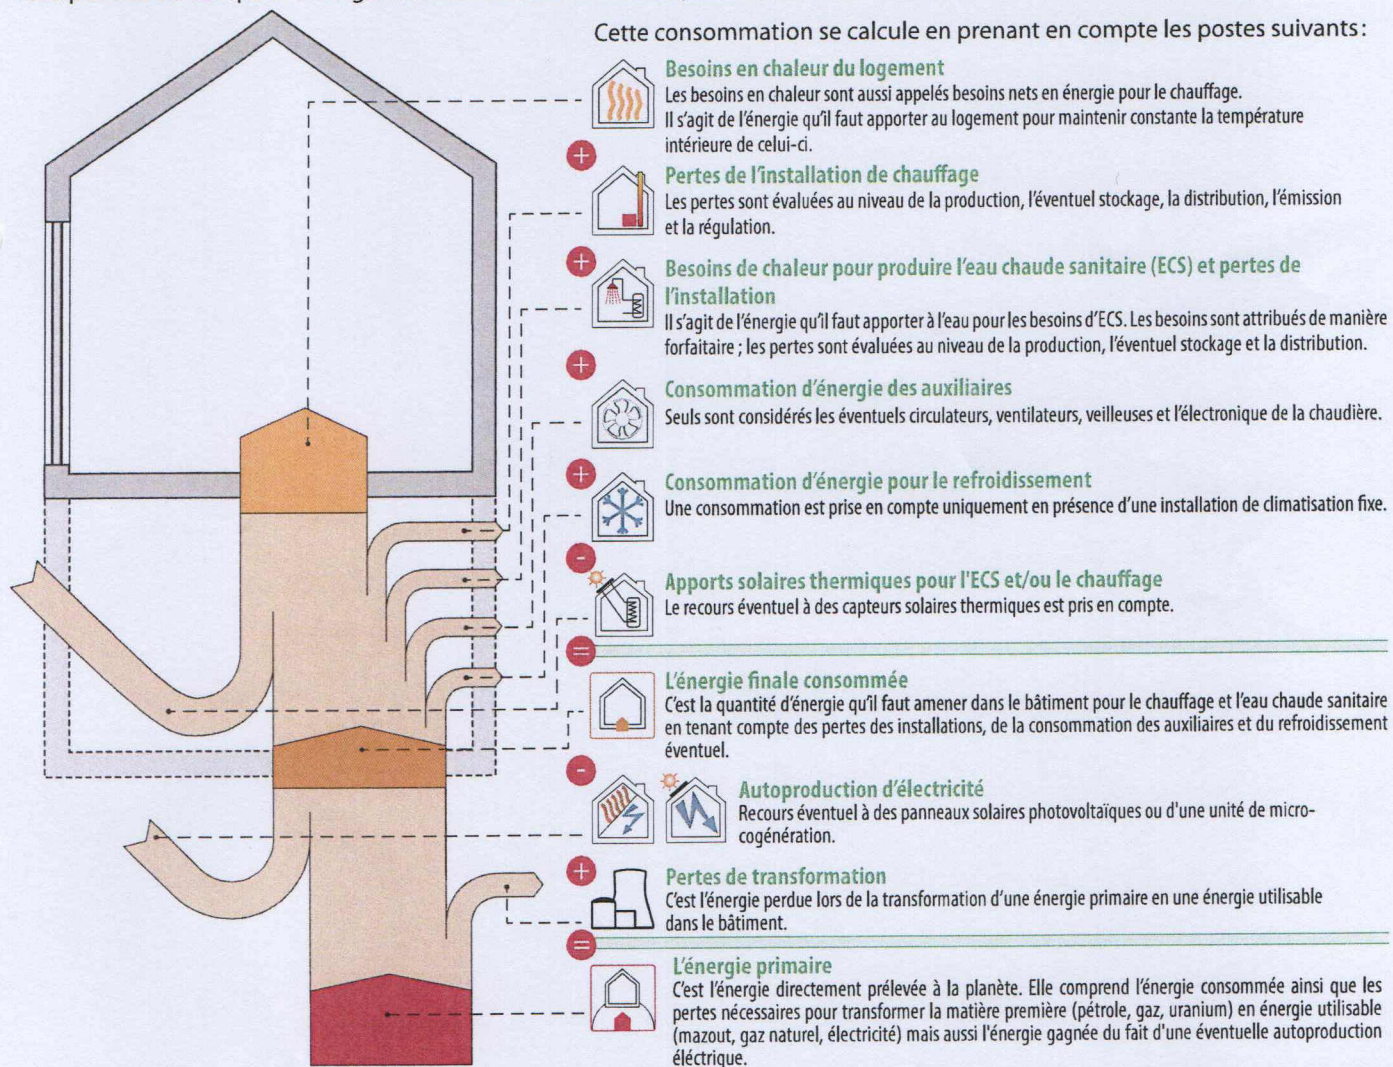 Cette consommation se calcule en prenant en compte les postes suivants:
Besoins en chaleur du logement
Les besoins en chaleur sont aussi appelés besoins nets en énergie pour le chauffage.
Il s'agit de l'énergie qu'il faut apporter au logement pour maintenir constante la température
intérieure de celui-ci.
+
Pertes de l'installation de chauffage
Les pertes sont évaluées au niveau de la production, l'éventuel stockage, la distribution, l'émission
et la régulation.
+
Besoins de chaleur pour produire l'eau chaude sanitaire (ECS) et pertes de
l'installation
Il s'agit de l'énergie qu'il faut apporter à l'eau pour les besoins d'ECS. Les besoins sont attribués de manière
forfaitaire ; les pertes sont évaluées au niveau de la production, l'éventuel stockage et la distribution.
+
Consommation d'énergie des auxiliaires
Seuls sont considérés les éventuels circulateurs, ventilateurs, veilleuses et l'électronique de la chaudière.
+
Consommation d'énergie pour le refroidissement
Une consommation est prise en compte uniquement en présence d'une installation de climatisation fixe.
-
Apports solaires thermiques pour l'ECS et/ou le chauffage
Le recours éventuel à des capteurs solaires thermiques est pris en compte.
=
L'énergie finale consommée
C'est la quantité d'énergie qu'il faut amener dans le bâtiment pour le chauffage et l'eau chaude sanitaire
en tenant compte des pertes des installations, de la consommation des auxiliaires et du refroidissement
éventuel.
-
Autoproduction d'électricité
Recours éventuel à des panneaux solaires photovoltaïques ou d'une unité de micro-
cogénération.
+
Pertes de transformation
C'est l'énergie perdue lors de la transformation d'une énergie primaire en une énergie utilisable
dans le bâtiment.
=
L'énergie primaire
C'est l'énergie directement prélevée à la planète. Elle comprend l'énergie consommée ainsi que les
pertes nécessaires pour transformer la matière première (pétrole, gaz, uranium) en énergie utilisable
(mazout, gaz naturel, électricité) mais aussi l'énergie gagnée du fait d'une éventuelle autoproduction
éléctrique.